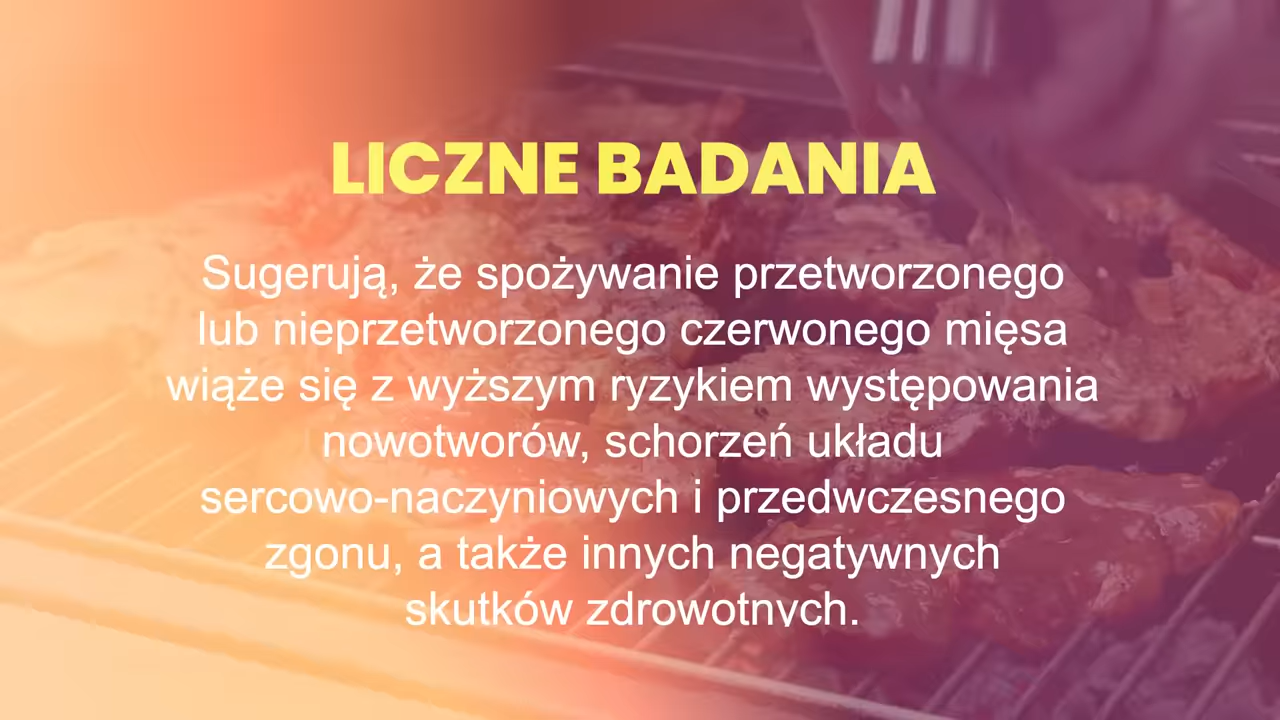 LICZNE BADANIA
Sugerują, że spożywanie przetworzonego
lub nieprzetworzonego czerwonego mięsa
wiąże się z wyższym ryzykiem występowania
nowotworów, schorzeń układu
sercowo-naczyniowych i przedwczesnego
zgonu, a także innych negatywnych
skutków zdrowotnych.